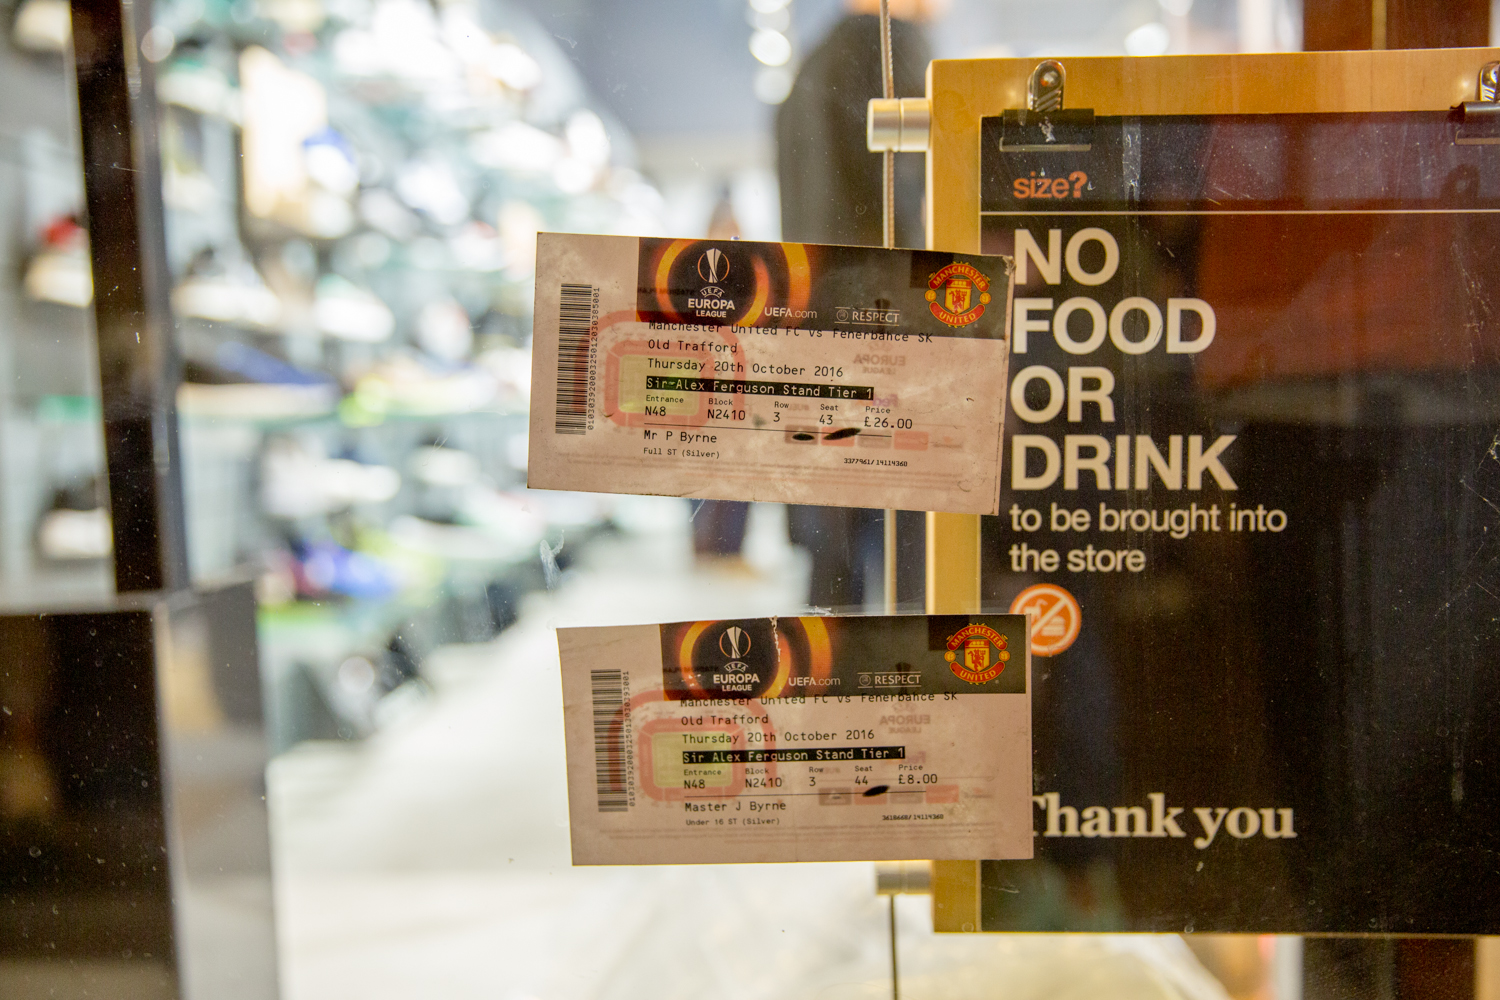 UEFA
EUROPA
LEAGUE
UEFA.com
RESPECT
MANCHESTER
UNITED
Manchester United FC vs Fenerbahce SK
Old Trafford
Thursday 20th October 2016
Sir Alex Ferguson Stand Tier 1
Entrance Block Row Seat Price
N48 N2410 3 43 £26.00
Mr P Byrne
Full ST (Silver)
3377961/14114368
UEFA
EUROPA
LEAGUE
UEFA.com
RESPECT
MANCHESTER
UNITED
Manchester United FC vs Fenerbahce SK
Old Trafford
Thursday 20th October 2016
Sir Alex Ferguson Stand Tier 1
Entrance Block Row Seat Price
N48 N2410 3 44 £8.00
Master J Byrne
Under 16 ST (Silver)
size?
NO
FOOD
OR
DRINK
to be brought into
the store
Thank you